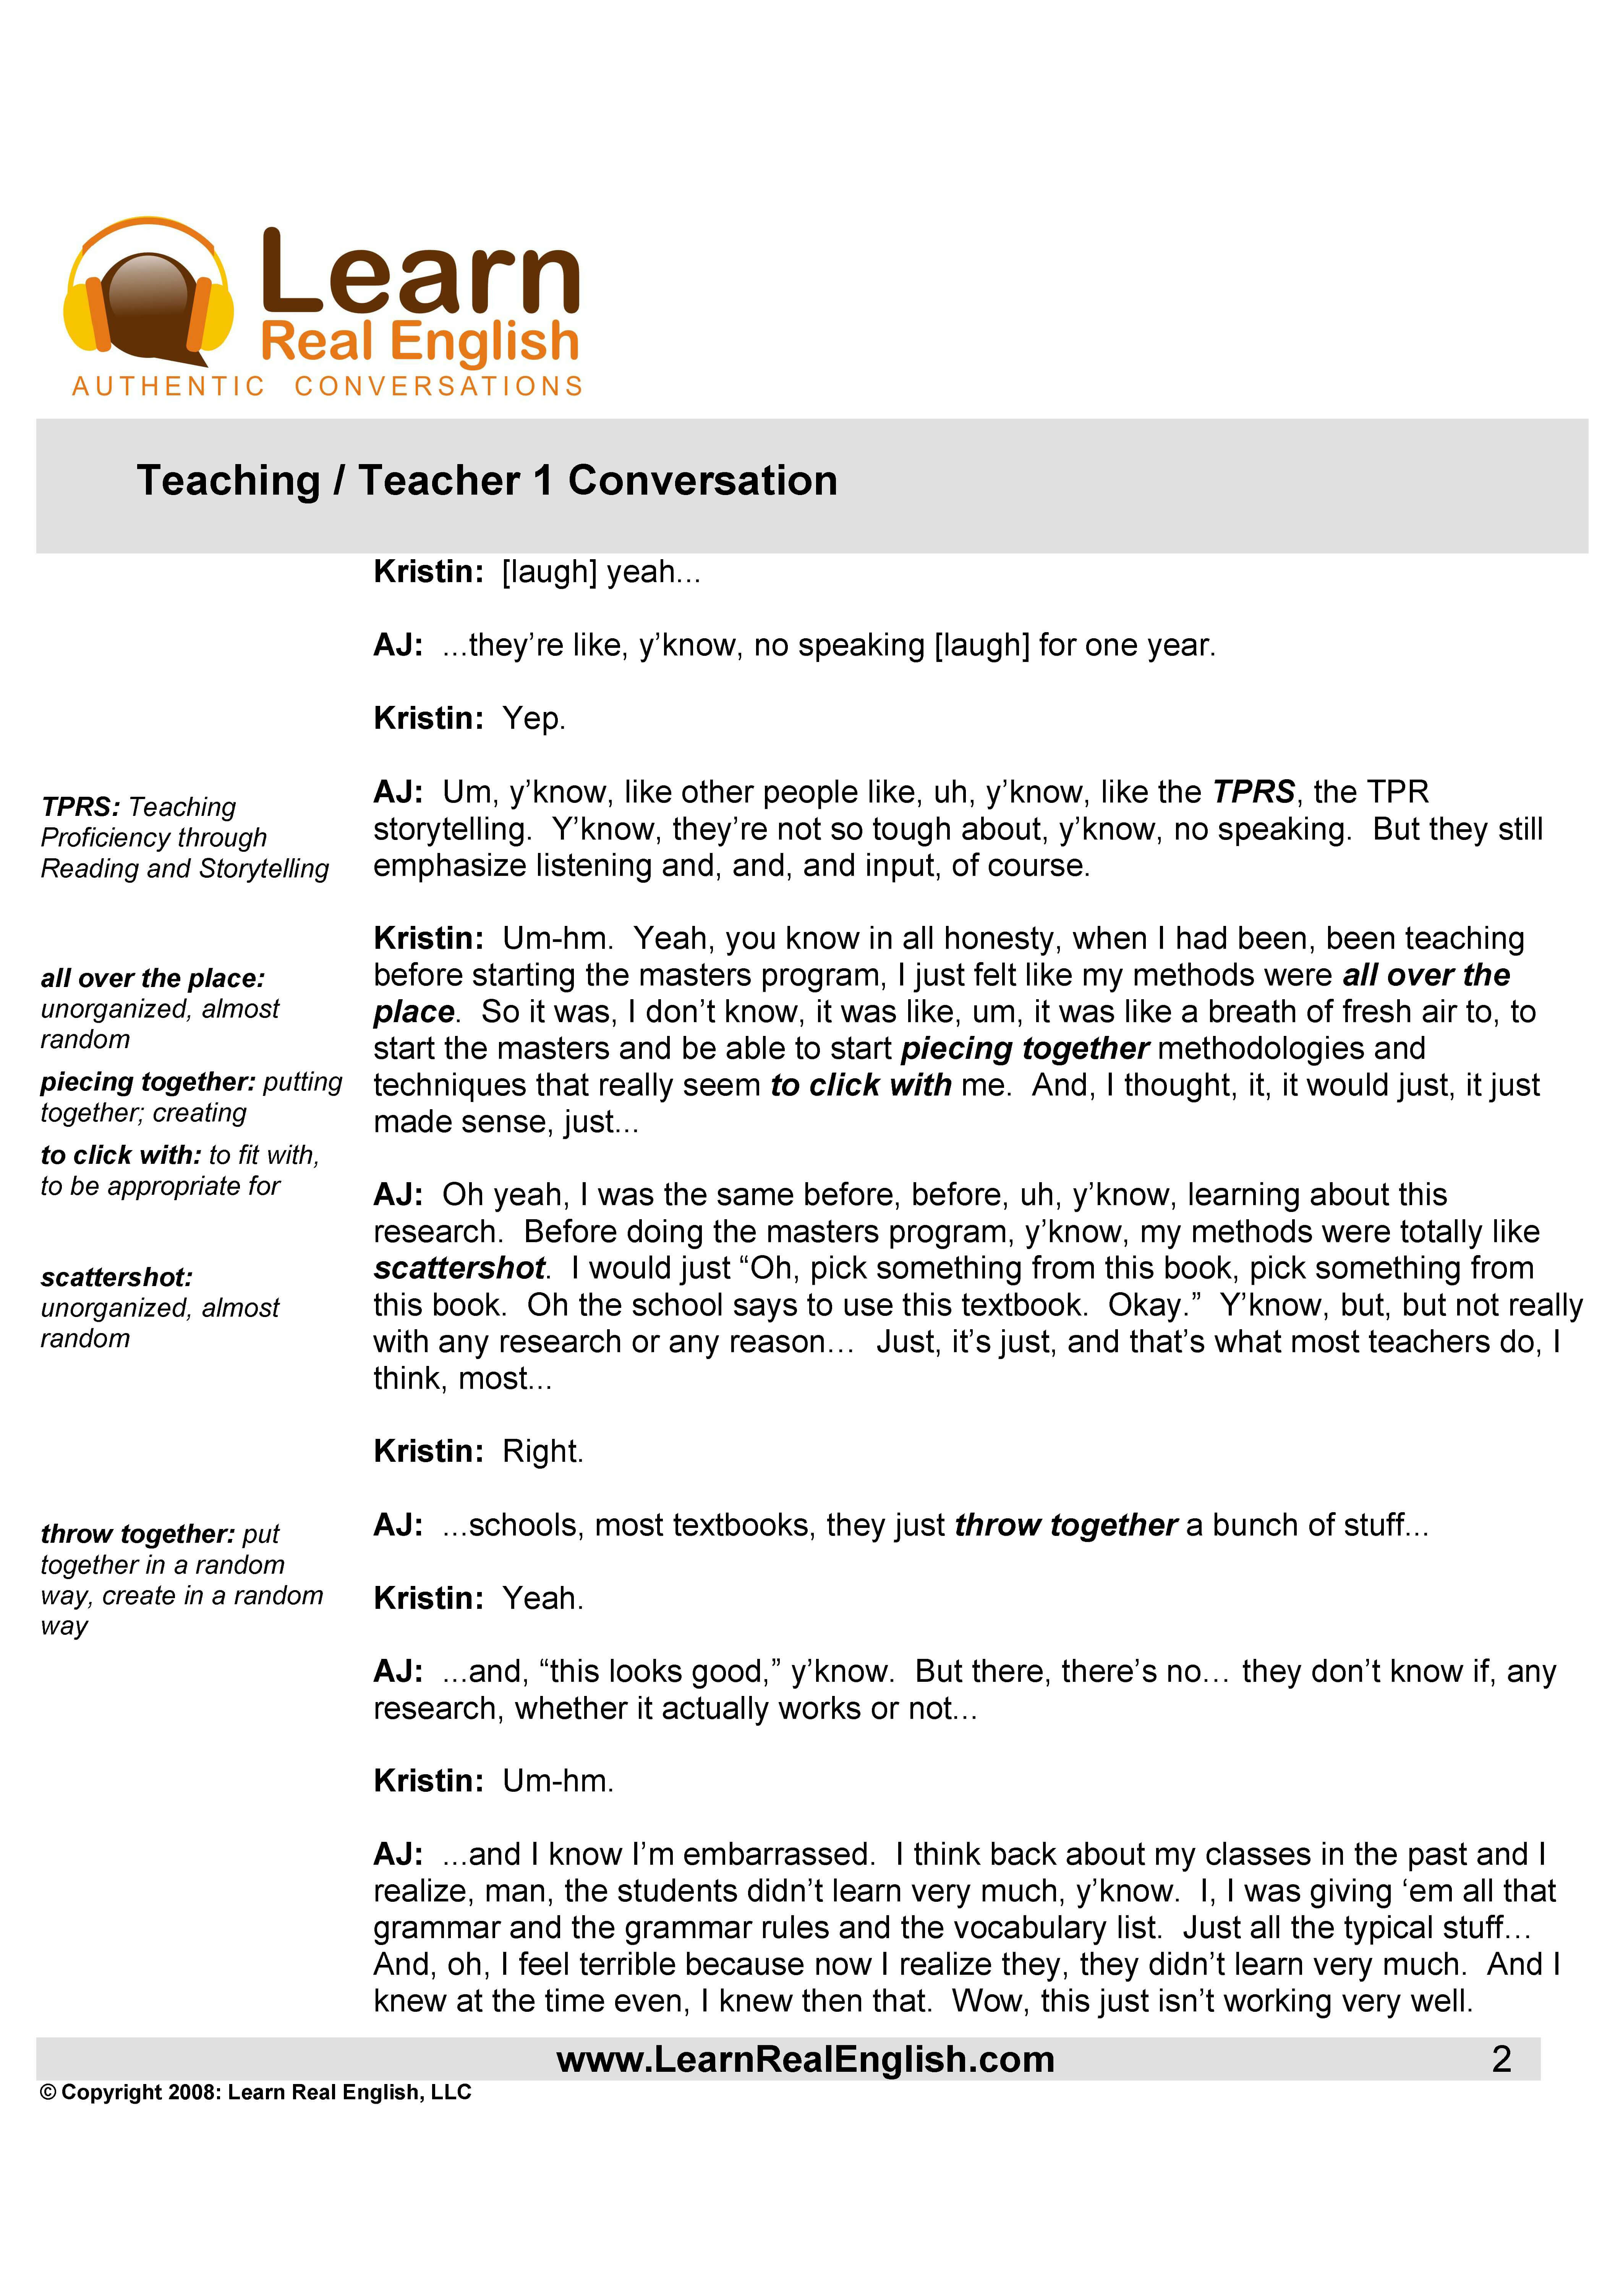 Learn
Real English
AUTHENTIC CONVERSATIONS
Teaching / Teacher 1 Conversation
Kristin: [laugh] yeah...
AJ: ...they’re like, y’know, no speaking [laugh] for one year.
Kristin: Yep.
TPRS: Teaching
Proficiency through
Reading and Storytelling
AJ: Um, y’know, like other people like, uh, y’know, like the TPRS, the TPR
storytelling. Y’know, they’re not so tough about, y’know, no speaking. But they still
emphasize listening and, and, and input, of course.
all over the place:
unorganized, almost
random
piecing together: putting
together; creating
to click with: to fit with,
to be appropriate for
Kristin: Um-hm. Yeah, you know in all honesty, when I had been, been teaching
before starting the masters program, I just felt like my methods were all over the
place. So it was, I don’t know, it was like, um, it was like a breath of fresh air to, to
start the masters and be able to start piecing together methodologies and
techniques that really seem to click with me. And, I thought, it, it would just, it just
made sense, just...
scattershot:
unorganized, almost
random
AJ: Oh yeah, I was the same before, before, uh, y’know, learning about this
research. Before doing the masters program, y’know, my methods were totally like
scattershot. I would just “Oh, pick something from this book, pick something from
this book. Oh the school says to use this textbook. Okay.” Y’know, but, but not really
with any research or any reason… Just, it’s just, and that’s what most teachers do, I
think, most...
Kristin: Right.
throw together: put
together in a random
way, create in a random
way
AJ: ...schools, most textbooks, they just throw together a bunch of stuff...
Kristin: Yeah.
AJ: ...and, “this looks good,” y’know. But there, there’s no… they don’t know if, any
research, whether it actually works or not...
Kristin: Um-hm.
AJ: ...and I know I’m embarrassed. I think back about my classes in the past and I
realize, man, the students didn’t learn very much, y’know. I, I was giving ‘em all that
grammar and the grammar rules and the vocabulary list. Just all the typical stuff…
And, oh, I feel terrible because now I realize they, they didn’t learn very much. And I
knew at the time even, I knew then that. Wow, this just isn’t working very well.
www.LearnRealEnglish.com 2
© Copyright 2008: Learn Real English, LLC